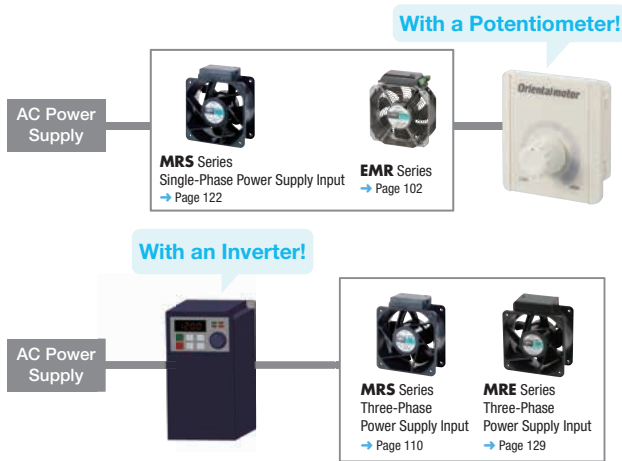 With a Potentiometer!
Orientalmotor
AC Power
Supply
MRS Series
Single-Phase Power Supply Input
→ Page 122
EMR Series
→ Page 102
With an Inverter!
AC Power
Supply
MRS Series
Three-Phase
Power Supply Input
→ Page 110
MRE Series
Three-Phase
Power Supply Input
→ Page 129